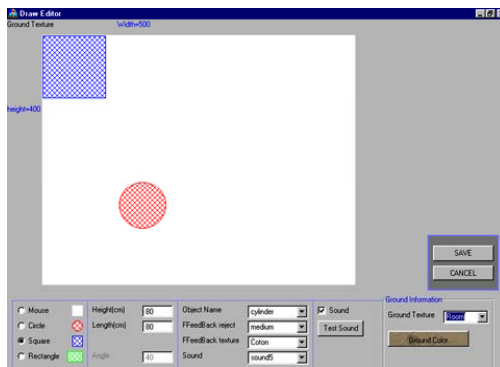 Draw Editor
Ground Texture
Width=500
height=400
SAVE
CANCEL
Mouse
Circle
Square
Rectangle
Height(cm) 80
Length(cm) 80
Angle 40
Object Name cylinder
FFeedBack reject medium
FFeedBack texture Coton
Sound sound5
Sound
Test Sound
Ground Information
Ground Texture Room
Ground Color